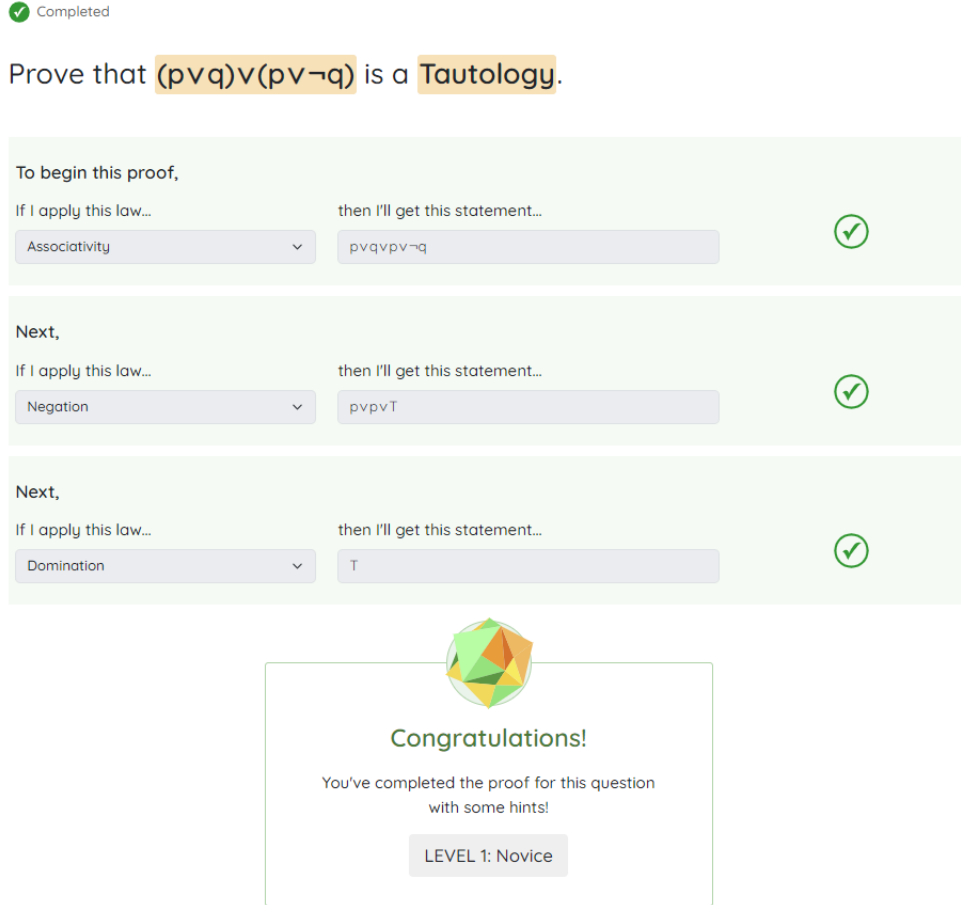 Completed
Prove that (p∨q)∨(p∨¬q) is a Tautology.
To begin this proof,
If I apply this law... then I'll get this statement...
Associativity p∨q∨p∨¬q
Next,
If I apply this law... then I'll get this statement...
Negation p∨p∨T
Next,
If I apply this law... then I'll get this statement...
Domination T
Congratulations!
You've completed the proof for this question
with some hints!
LEVEL 1: Novice